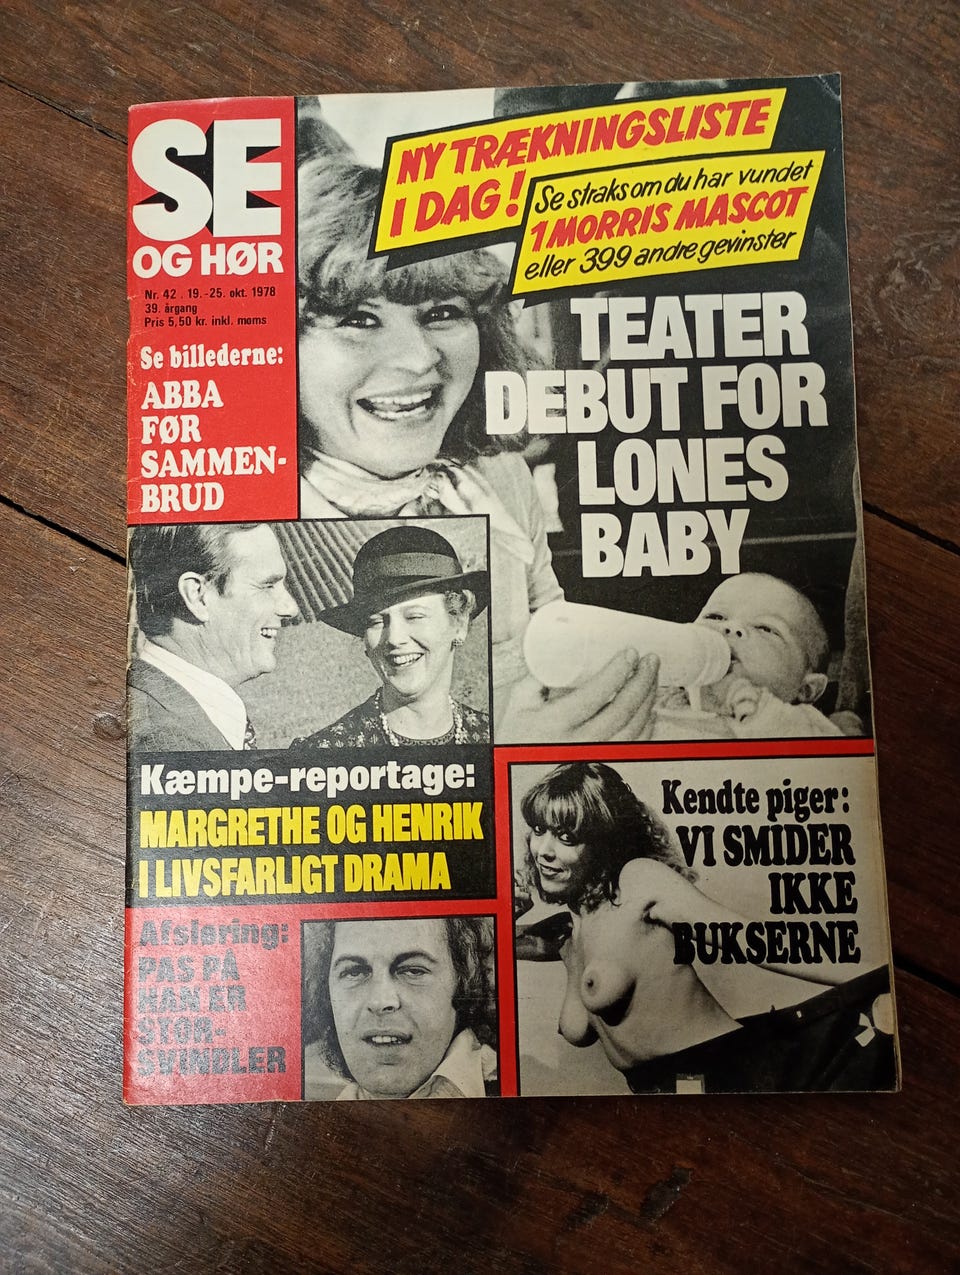 SE
OG HØR
Nr. 42 . 19.-25. okt. 1978
39. årgang
Pris 5,50 kr. inkl. moms
Se billederne:
ABBA
FØR
SAMMEN-
BRUD
NY TRÆKNINGSLISTE
I DAG!
Se straks om du har vundet
1 MORRIS MASCOT
eller 399 andre gevinster
TEATER
DEBUT FOR
LONES
BABY
Kæmpe-reportage:
MARGRETHE OG HENRIK
I LIVSFARLIGT DRAMA
Afsløring:
PAS PÅ
HAN ER
STOR-
SVINDLER
Kendte piger:
VI SMIDER
IKKE
BUKSERNE